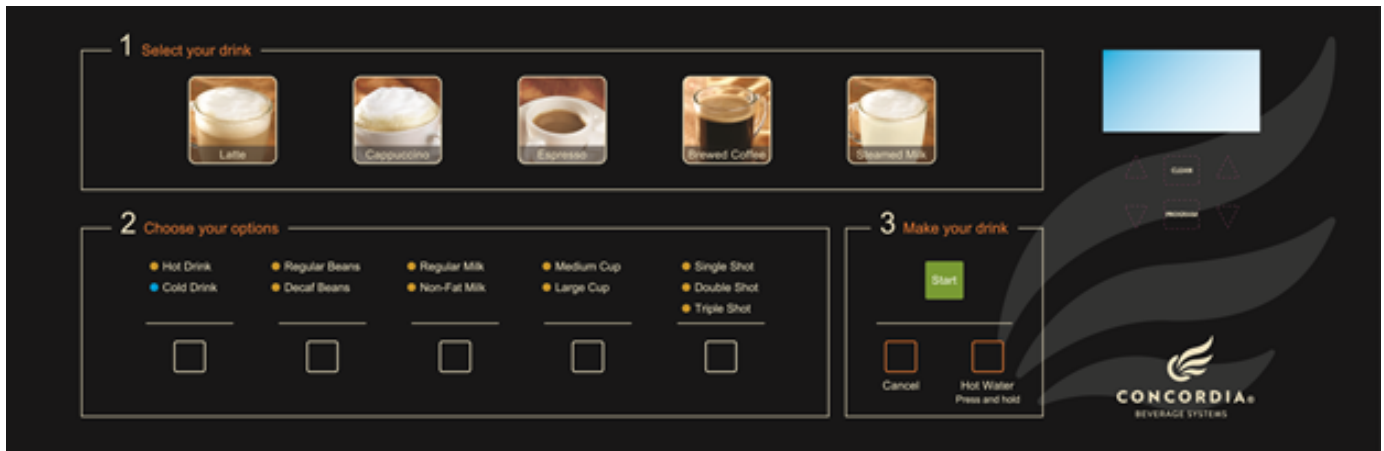 1 Select your drink
Latte
Cappuccino
Espresso
Brewed Coffee
Steamed Milk
CLEAN
PROGRAM
2 Choose your options
Hot Drink
Cold Drink
Regular Beans
Decaf Beans
Regular Milk
Non-Fat Milk
Medium Cup
Large Cup
Single Shot
Double Shot
Triple Shot
3 Make your drink
Start
Cancel
Hot Water
Press and hold
CONCORDIA®
BEVERAGE SYSTEMS